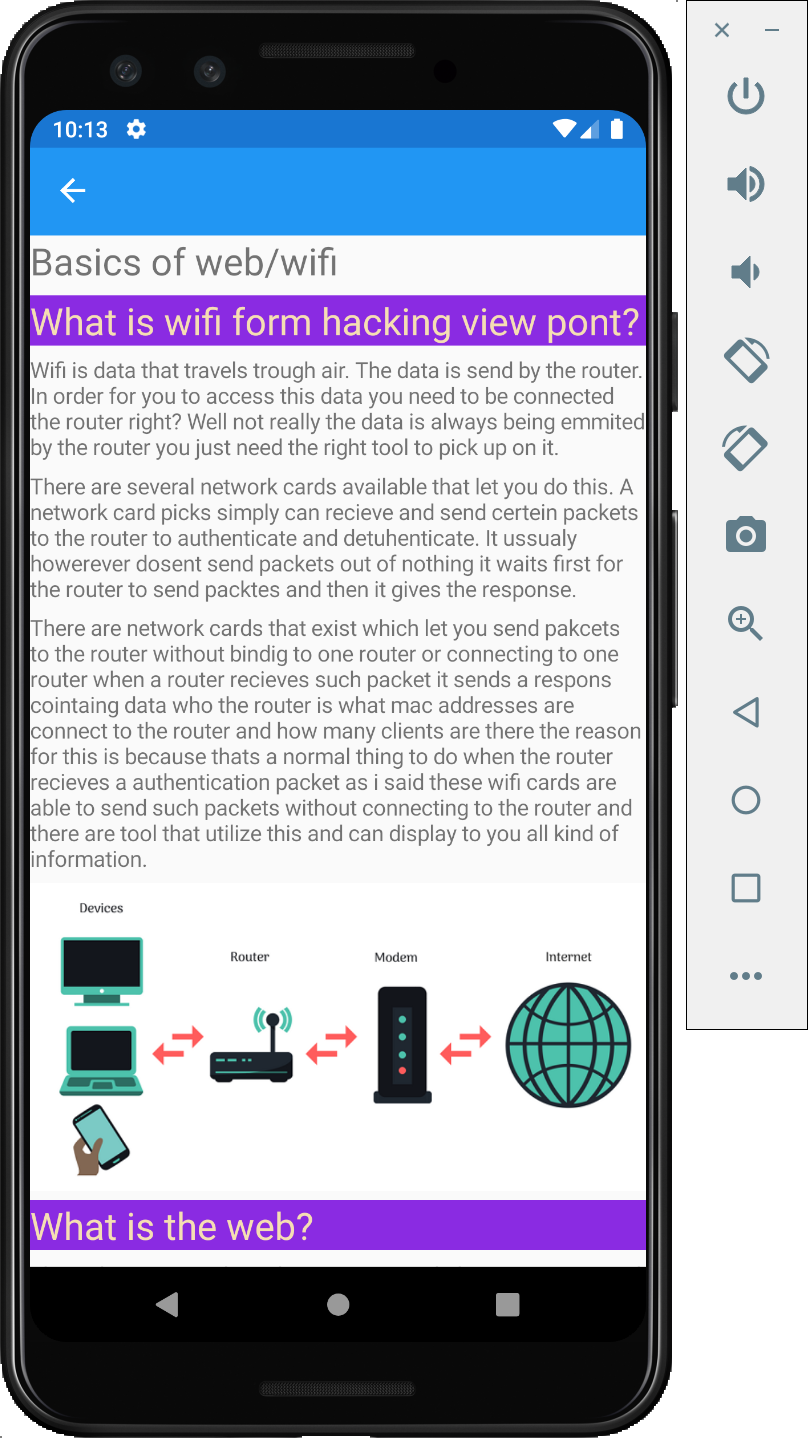 10:13
Basics of web/wifi
What is wifi form hacking view pont?
Wifi is data that travels trough air. The data is send by the router.
In order for you to access this data you need to be connected
the router right? Well not really the data is always being emmited
by the router you just need the right tool to pick up on it.
There are several network cards available that let you do this. A
network card picks simply can recieve and send certein packets
to the router to authenticate and detuhenticate. It ussualy
howerever dosent send packets out of nothing it waits first for
the router to send packtes and then it gives the response.
There are network cards that exist which let you send pakcets
to the router without bindig to one router or connecting to one
router when a router recieves such packet it sends a respons
cointaing data who the router is what mac addresses are
connect to the router and how many clients are there the reason
for this is because thats a normal thing to do when the router
recieves a authentication packet as i said these wifi cards are
able to send such packets without connecting to the router and
there are tool that utilize this and can display to you all kind of
information.
Devices
Router
Modem
Internet
What is the web?